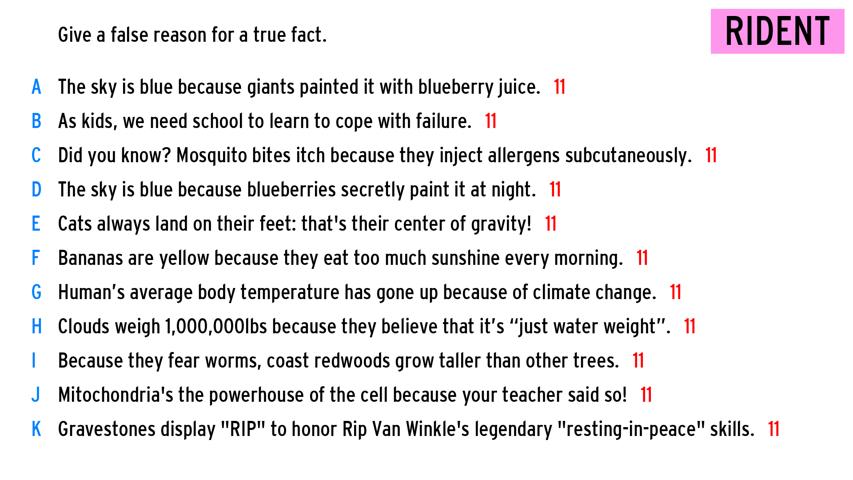 Give a false reason for a true fact.
RIDENT
A The sky is blue because giants painted it with blueberry juice. 11
B As kids, we need school to learn to cope with failure. 11
C Did you know? Mosquito bites itch because they inject allergens subcutaneously. 11
D The sky is blue because blueberries secretly paint it at night. 11
E Cats always land on their feet: that's their center of gravity! 11
F Bananas are yellow because they eat too much sunshine every morning. 11
G Human’s average body temperature has gone up because of climate change. 11
H Clouds weigh 1,000,000lbs because they believe that it’s “just water weight”. 11
I Because they fear worms, coast redwoods grow taller than other trees. 11
J Mitochondria's the powerhouse of the cell because your teacher said so! 11
K Gravestones display "RIP" to honor Rip Van Winkle's legendary "resting-in-peace" skills. 11